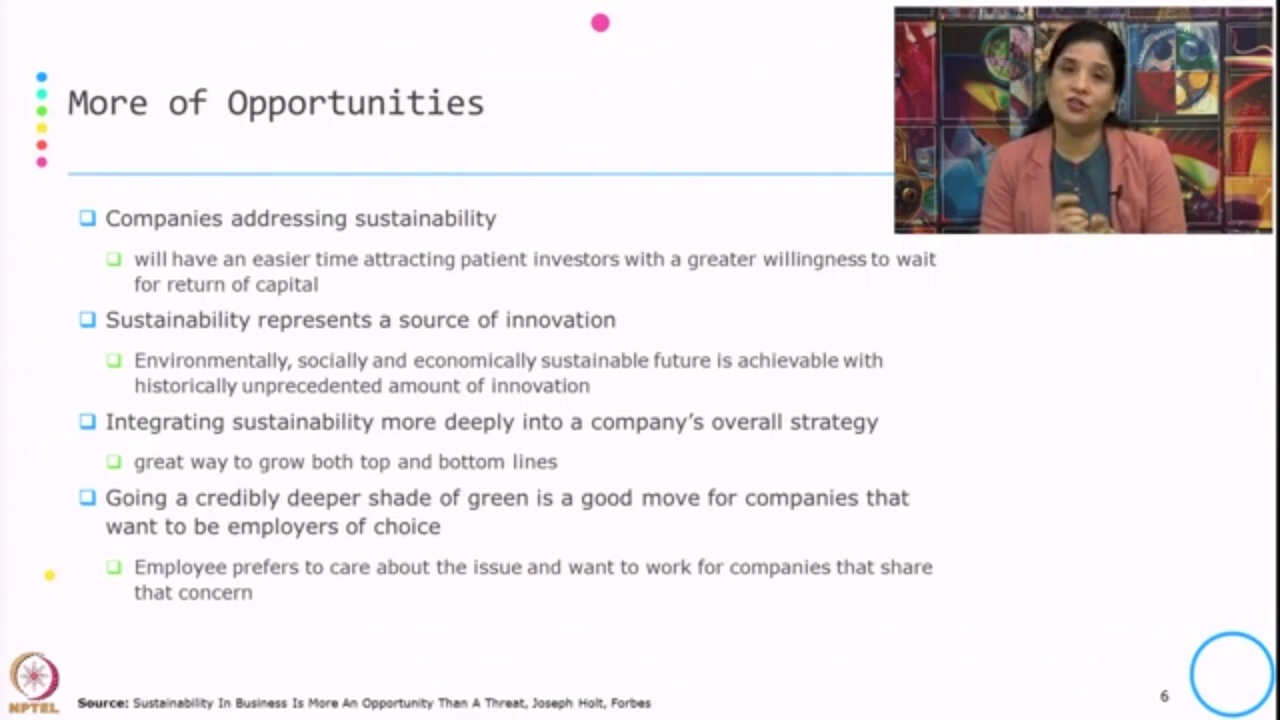 More of Opportunities
Companies addressing sustainability
will have an easier time attracting patient investors with a greater willingness to wait
for return of capital
Sustainability represents a source of innovation
Environmentally, socially and economically sustainable future is achievable with
historically unprecedented amount of innovation
Integrating sustainability more deeply into a company’s overall strategy
great way to grow both top and bottom lines
Going a credibly deeper shade of green is a good move for companies that
want to be employers of choice
Employee prefers to care about the issue and want to work for companies that share
that concern
NPTEL
Source: Sustainability In Business Is More An Opportunity Than A Threat, Joseph Holt, Forbes
6